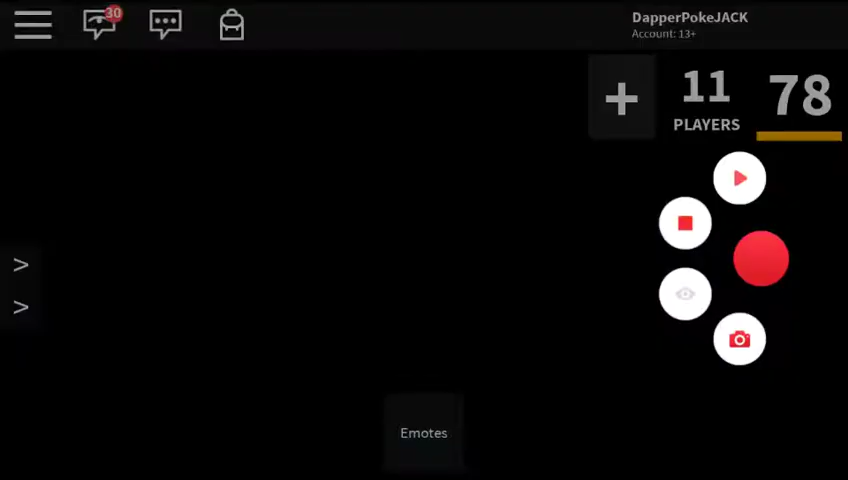 30
DapperPokeJACK
Account: 13+
+
11
PLAYERS
78
>
>
Emotes